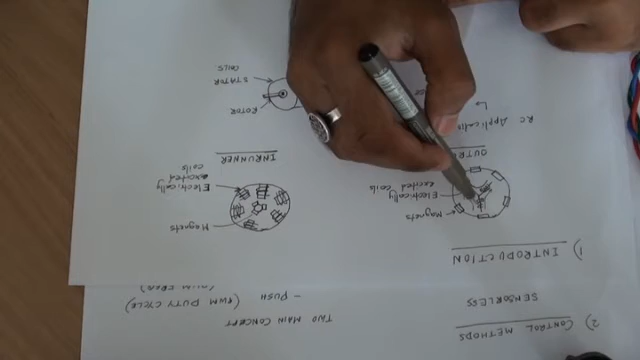 2) CONTROL METHODS
SENSORLESS
TWO MAIN CONCEPT
- PUSH (PWM DUTY CYCLE)
1) INTRODUCTION
Magnets
Electrically
excited coils
Magnets
Electrically
excited
coils
INRUNNER
RC
ROTOR
STATOR
COILS